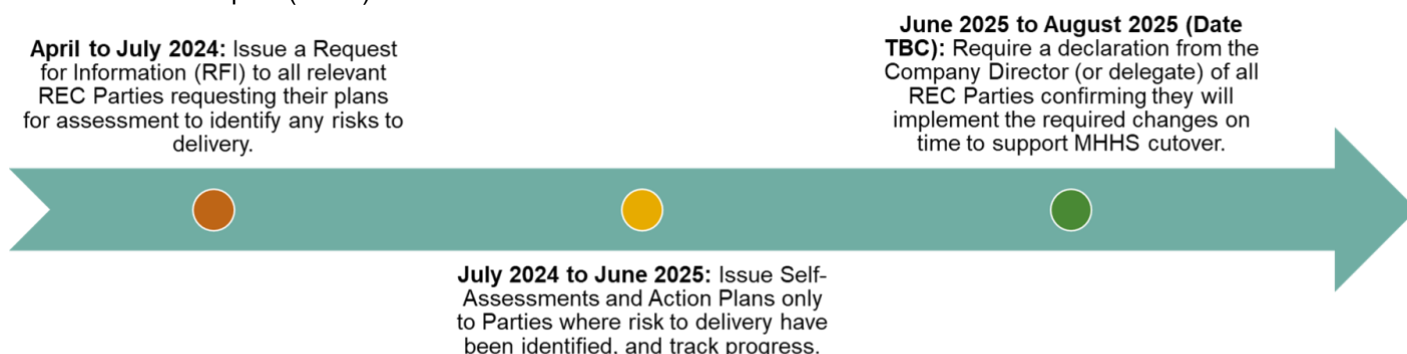 April to July 2024: Issue a Request
for Information (RFI) to all relevant
REC Parties requesting their plans
for assessment to identify any risks to
delivery.
July 2024 to June 2025: Issue Self-
Assessments and Action Plans only
to Parties where risk to delivery have
been identified, and track progress.
June 2025 to August 2025 (Date
TBC): Require a declaration from the
Company Director (or delegate) of all
REC Parties confirming they will
implement the required changes on
time to support MHHS cutover.